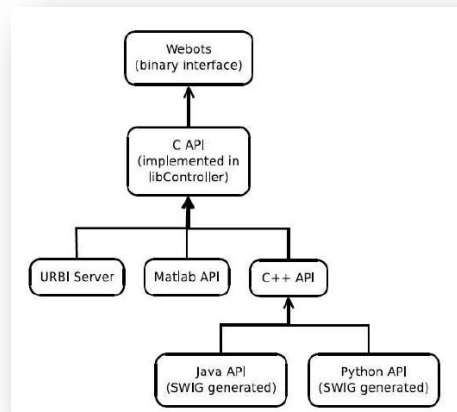 Webots
(binary interface)
C API
(implemented in
libController)
URBI Server
Matlab API
C++ API
Java API
(SWIG generated)
Python API
(SWIG generated)